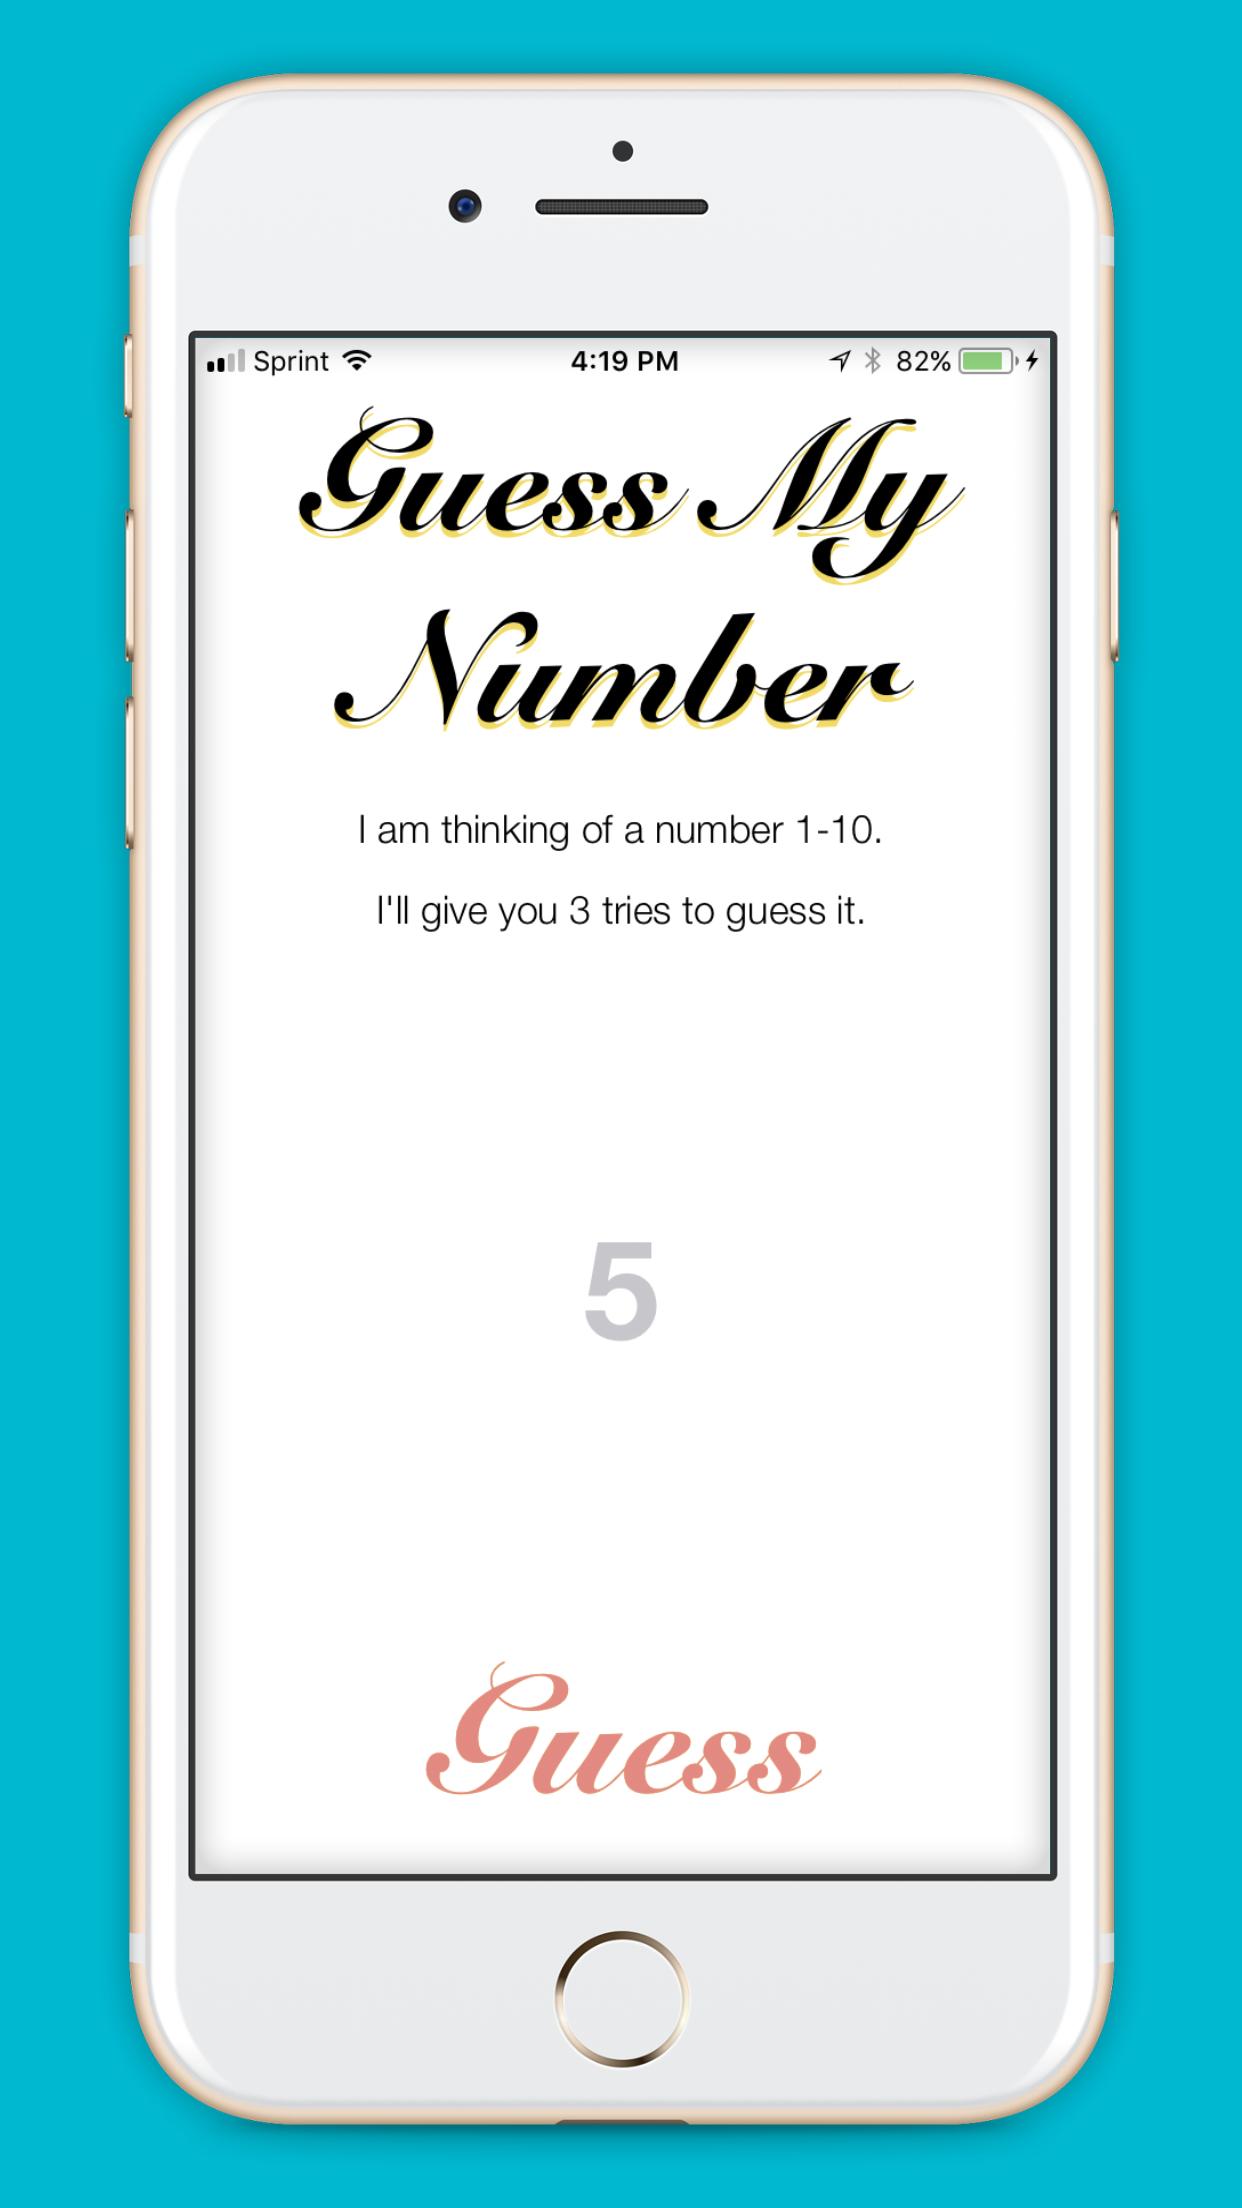 Sprint 4:19 PM 82%
Guess My
Number
I am thinking of a number 1-10.
I'll give you 3 tries to guess it.
5
Guess